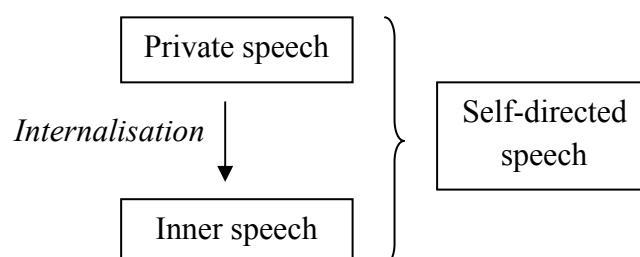 Private speech
Internalisation
Self-directed
speech
Inner speech